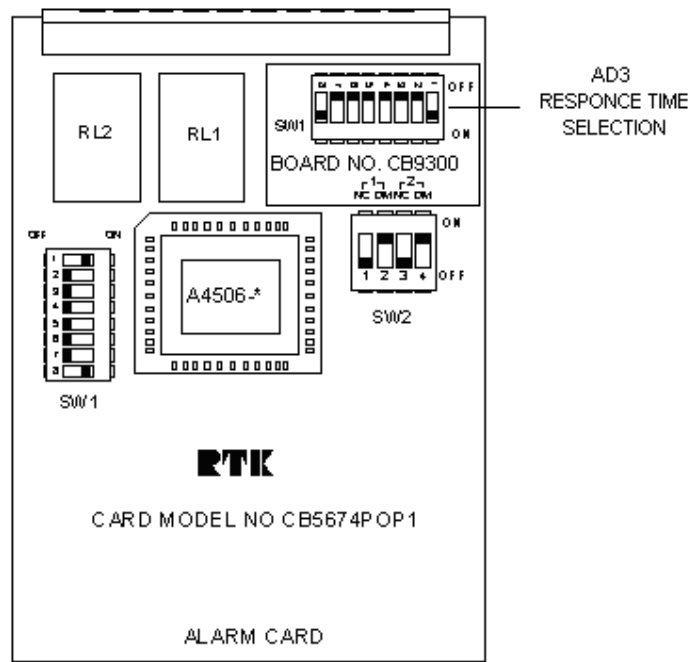 OFF
AD3
RESPONCE TIME
SELECTION
RL2
RL1
SW1
ON
BOARD NO. CB9300
1 2
NC DM NC DM
ON
OFF ON
1 2 3 4
OFF
1
2
3
4
5
6
7
8
A4506-*
SW2
SW1
RTK
CARD MODEL NO CB5674POP1
ALARM CARD